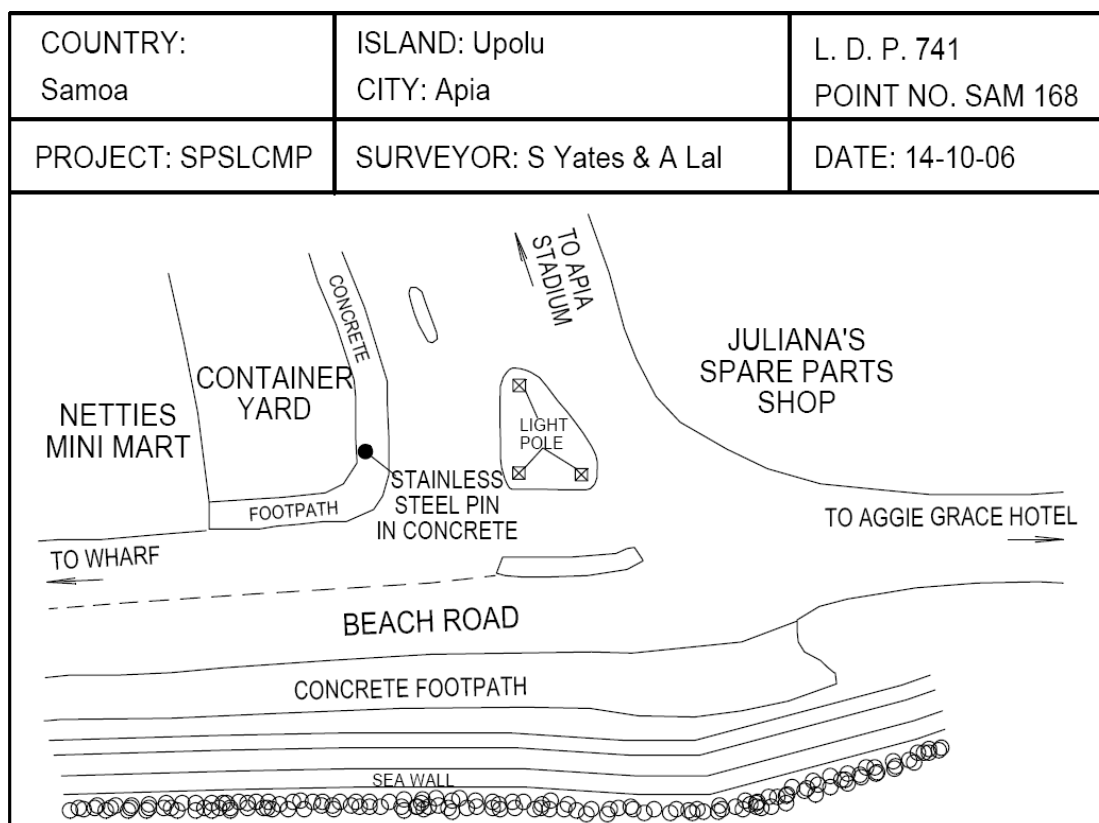 COUNTRY:
Samoa
ISLAND: Upolu
CITY: Apia
L. D. P. 741
POINT NO. SAM 168
PROJECT: SPSLCMP
SURVEYOR: S Yates & A Lal
DATE: 14-10-06
TO APIA
STADIUM
CONCRETE
JULIANA'S
SPARE PARTS
SHOP
CONTAINER
YARD
NETTIES
MINI MART
LIGHT
POLE
STAINLESS
STEEL PIN
IN CONCRETE
FOOTPATH
TO AGGIE GRACE HOTEL
TO WHARF
BEACH ROAD
CONCRETE FOOTPATH
SEA WALL